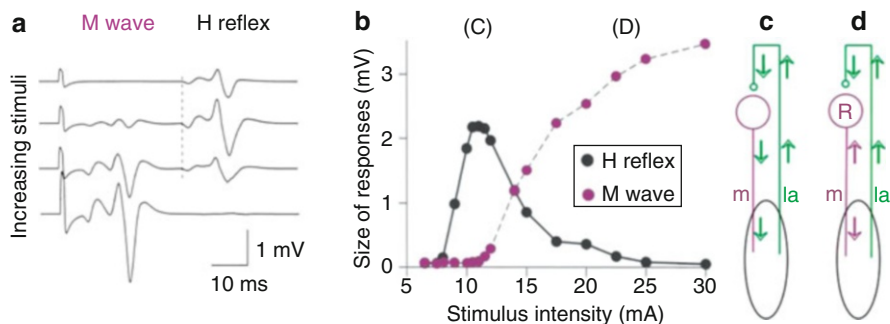 a
M wave
H reflex
Increasing stimuli
1 mV
10 ms
b
(C)
(D)
Size of responses (mV)
3
2
1
0
H reflex
M wave
5
10
15
20
25
30
Stimulus intensity (mA)
c
m
Ia
d
R
m
Ia